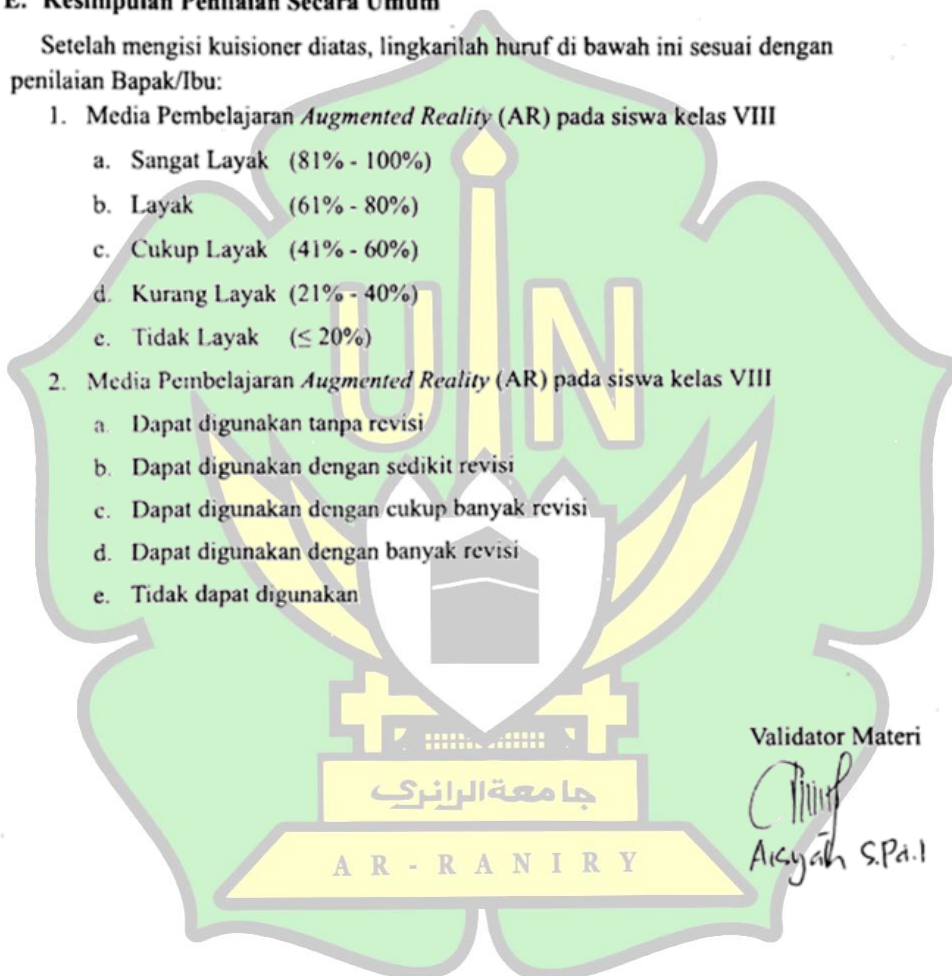 E. Kesimpulan Penilaian Secara Umum
Setelah mengisi kuisioner diatas, lingkarilah huruf di bawah ini sesuai dengan
penilaian Bapak/Ibu:
1. Media Pembelajaran Augmented Reality (AR) pada siswa kelas VIII
a. Sangat Layak (81% - 100%)
b. Layak (61% - 80%)
c. Cukup Layak (41% - 60%)
d. Kurang Layak (21% - 40%)
e. Tidak Layak (≤ 20%)
2. Media Pembelajaran Augmented Reality (AR) pada siswa kelas VIII
a. Dapat digunakan tanpa revisi
b. Dapat digunakan dengan sedikit revisi
c. Dapat digunakan dengan cukup banyak revisi
d. Dapat digunakan dengan banyak revisi
e. Tidak dapat digunakan
UIN
Validator Materi
Aisyah S.Pd.I
جامعة الرانري
AR-RANIRY